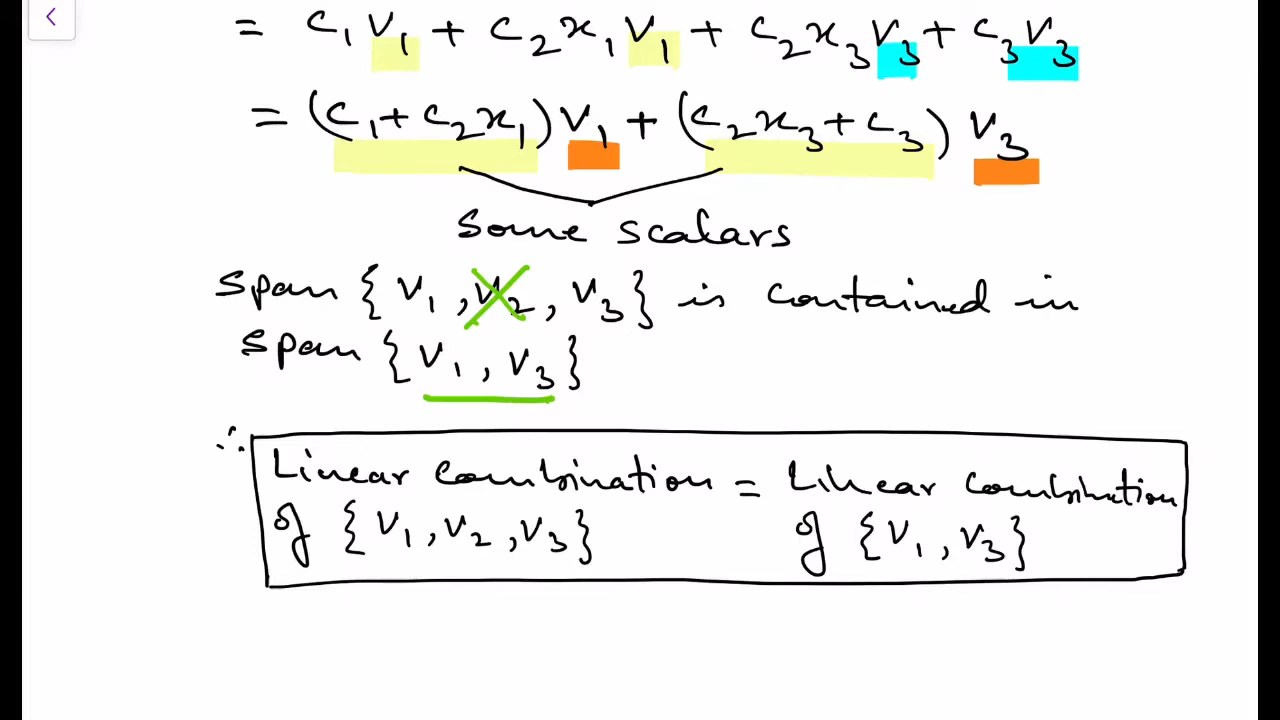 = c₁v₁ + c₂x₁v₁ + c₂x₃v₃ + c₃v₃
= (c₁ + c₂x₁) v₁ + (c₂x₃ + c₃) v₃
Some scalars
Span { v₁ , v₂ , v₃ } is contained in
Span { v₁ , v₃ }
∴ Linear combination = Linear combination
of { v₁ , v₂ , v₃ } of { v₁ , v₃ }